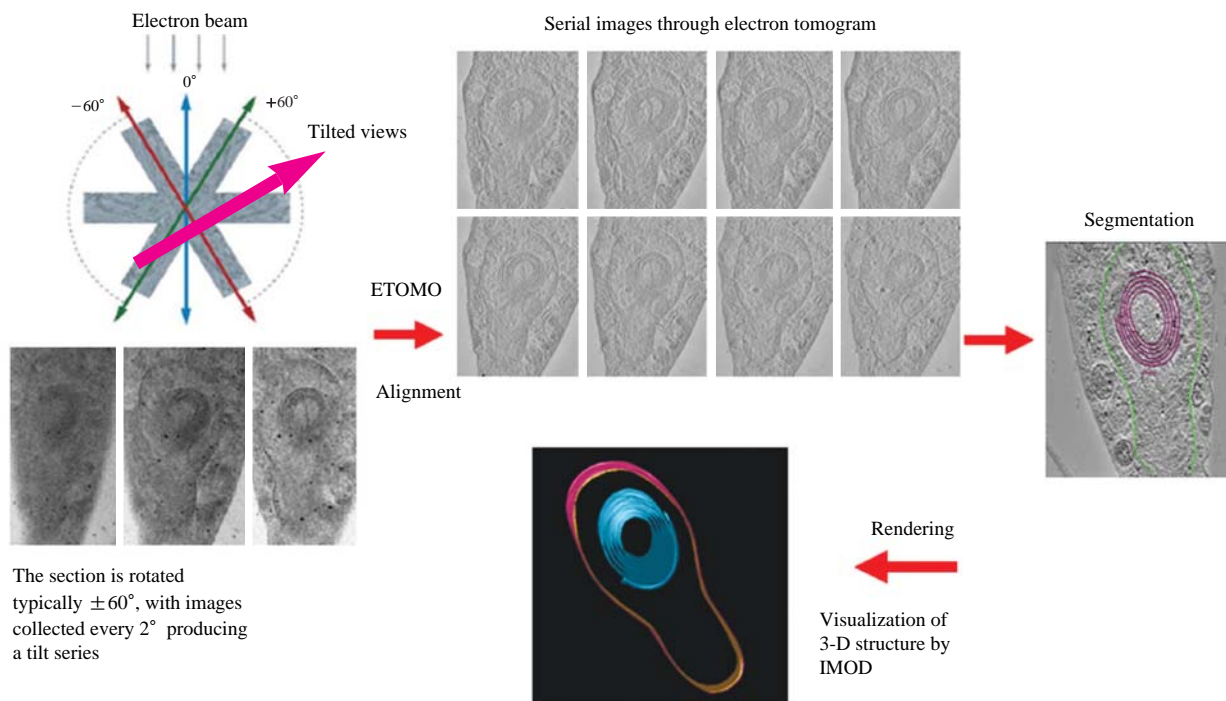 Electron beam
0°
−60°
+60°
Tilted views
The section is rotated
typically ±60°, with images
collected every 2° producing
a tilt series
ETOMO
Alignment
Serial images through electron tomogram
Segmentation
Rendering
Visualization of
3-D structure by
IMOD